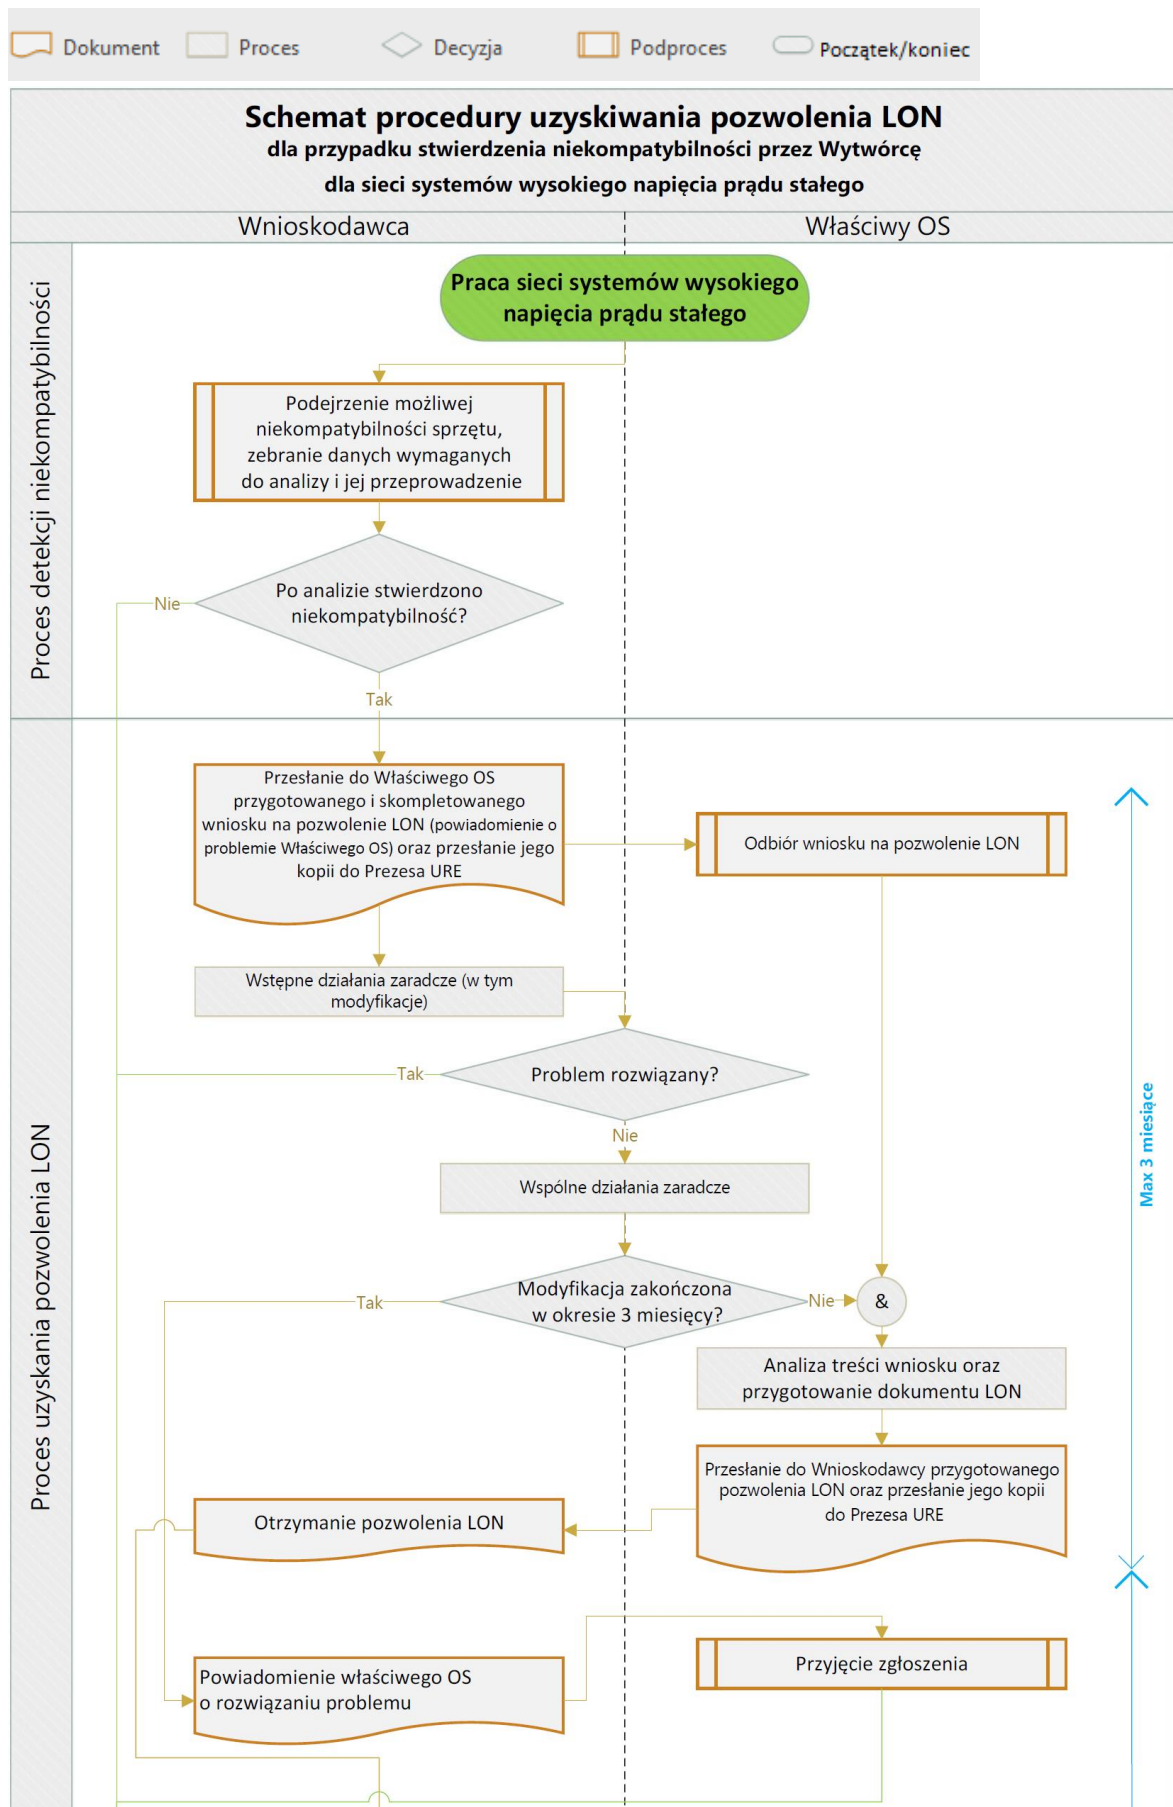 Dokument
Proces
Decyzja
Podproces
Początek/koniec
Schemat procedury uzyskiwania pozwolenia LON
dla przypadku stwierdzenia niekompatybilności przez Wytwórcę
dla sieci systemów wysokiego napięcia prądu stałego
Wnioskodawca
Właściwy OS
Proces detekcji niekompatybilności
Praca sieci systemów wysokiego
napięcia prądu stałego
Podejrzenie możliwej
niekompatybilności sprzętu,
zebranie danych wymaganych
do analizy i jej przeprowadzenie
Po analizie stwierdzono
niekompatybilność?
Nie
Tak
Proces uzyskania pozwolenia LON
Przesłanie do Właściwego OS
przygotowanego i skompletowanego
wniosku na pozwolenie LON (powiadomienie o
problemie Właściwego OS) oraz przesłanie jego
kopii do Prezesa URE
Odbiór wniosku na pozwolenie LON
Wstępne działania zaradcze (w tym
modyfikacje)
Problem rozwiązany?
Tak
Nie
Wspólne działania zaradcze
Max 3 miesiące
Modyfikacja zakończona
w okresie 3 miesięcy?
Tak
Nie
&
Analiza treści wniosku oraz
przygotowanie dokumentu LON
Przesłanie do Wnioskodawcy przygotowanego
pozwolenia LON oraz przesłanie jego kopii
do Prezesa URE
Otrzymanie pozwolenia LON
Powiadomienie właściwego OS
o rozwiązaniu problemu
Przyjęcie zgłoszenia